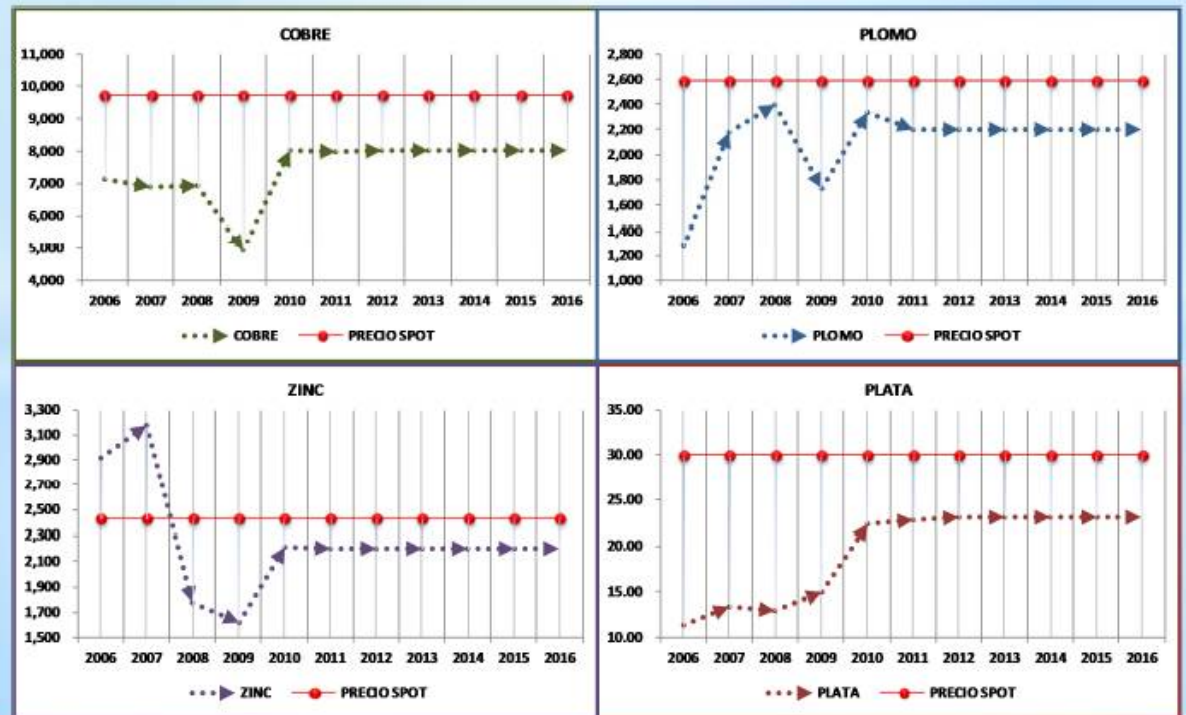 COBRE
11,000
10,000
9,000
8,000
7,000
6,000
5,000
4,000
2006 2007 2008 2009 2010 2011 2012 2013 2014 2015 2016
COBRE PRECIO SPOT
PLOMO
2,800
2,600
2,400
2,200
2,000
1,800
1,600
1,400
1,200
1,000
2006 2007 2008 2009 2010 2011 2012 2013 2014 2015 2016
PLOMO PRECIO SPOT
ZINC
3,300
3,100
2,900
2,700
2,500
2,300
2,100
1,900
1,700
1,500
2006 2007 2008 2009 2010 2011 2012 2013 2014 2015 2016
ZINC PRECIO SPOT
PLATA
35.00
30.00
25.00
20.00
15.00
10.00
2006 2007 2008 2009 2010 2011 2012 2013 2014 2015 2016
PLATA PRECIO SPOT